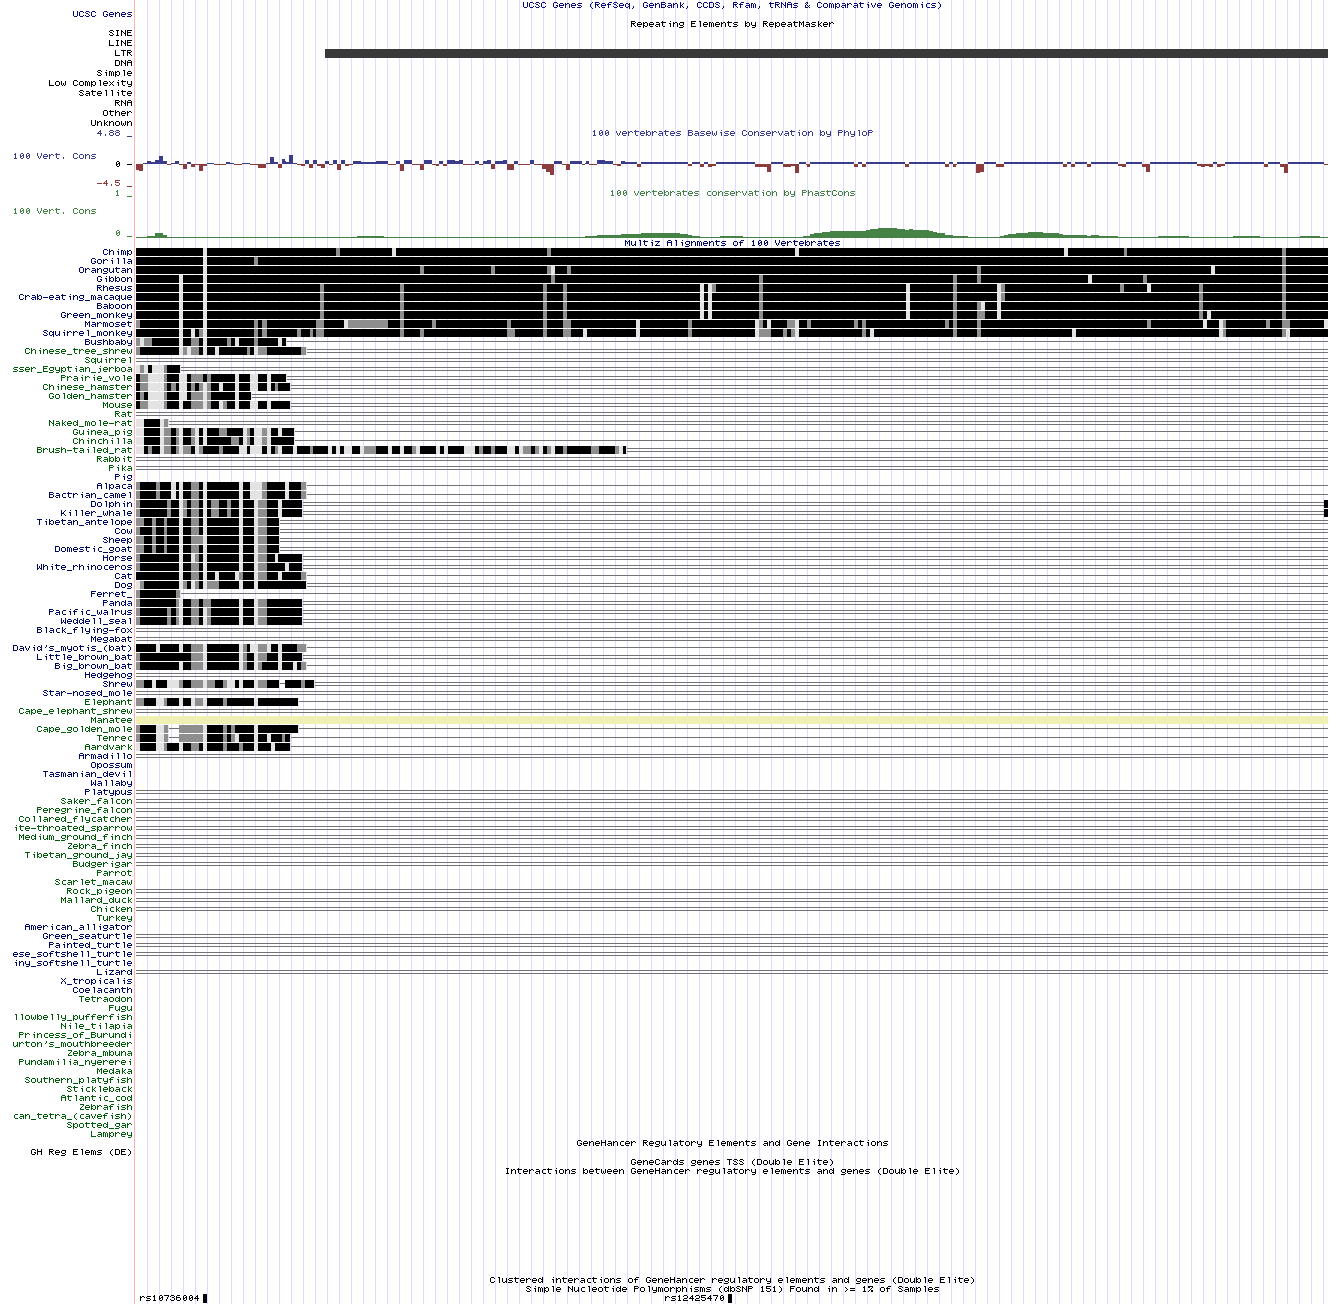 UCSC Genes (RefSeq, GenBank, CCDS, Rfam, tRNAs & Comparative Genomics)
UCSC Genes
Repeating Elements by RepeatMasker
SINE
LINE
LTR
DNA
Simple
Low Complexity
Satellite
RNA
Other
Unknown
4.88 _
100 vertebrates Basewise Conservation by PhyloP
100 Vert. Cons
0 _
-4.5 _
1 _
100 vertebrates conservation by PhastCons
100 Vert. Cons
0 _
Multiz Alignments of 100 Vertebrates
Chimp
Gorilla
Orangutan
Gibbon
Rhesus
Crab-eating_macaque
Baboon
Green_monkey
Marmoset
Squirrel_monkey
Bushbaby
Chinese_tree_shrew
Squirrel
sser_Egyptian_jerboa
Prairie_vole
Chinese_hamster
Golden_hamster
Mouse
Rat
Naked_mole-rat
Guinea_pig
Chinchilla
Brush-tailed_rat
Rabbit
Pika
Pig
Alpaca
Bactrian_camel
Dolphin
Killer_whale
Tibetan_antelope
Cow
Sheep
Domestic_goat
Horse
White_rhinoceros
Cat
Dog
Ferret_
Panda
Pacific_walrus
Weddell_seal
Black_flying-fox
Megabat
David's_myotis_(bat)
Little_brown_bat
Big_brown_bat
Hedgehog
Shrew
Star-nosed_mole
Elephant
Cape_elephant_shrew
Manatee
Cape_golden_mole
Tenrec
Aardvark
Armadillo
Opossum
Tasmanian_devil
Wallaby
Platypus
Saker_falcon
Peregrine_falcon
Collared_flycatcher
ite-throated_sparrow
Medium_ground_finch
Zebra_finch
Tibetan_ground_jay
Budgerigar
Parrot
Scarlet_macaw
Rock_pigeon
Mallard_duck
Chicken
Turkey
American_alligator
Green_seaturtle
Painted_turtle
ese_softshell_turtle
iny_softshell_turtle
Lizard
X_tropicalis
Coelacanth
Tetraodon
Fugu
llowbelly_pufferfish
Nile_tilapia
Princess_of_Burundi
urton's_mouthbreeder
Zebra_mbuna
Pundamilia_nyererei
Medaka
Southern_platyfish
Stickleback
Atlantic_cod
Zebrafish
can_tetra_(cavefish)
Spotted_gar
Lamprey
GeneHancer Regulatory Elements and Gene Interactions
GH Reg Elems (DE)
GeneCards genes TSS (Double Elite)
Interactions between GeneHancer regulatory elements and genes (Double Elite)
Clustered interactions of GeneHancer regulatory elements and genes (Double Elite)
Simple Nucleotide Polymorphisms (dbSNP 151) Found in >= 1% of Samples
rs10736004 rs12425470